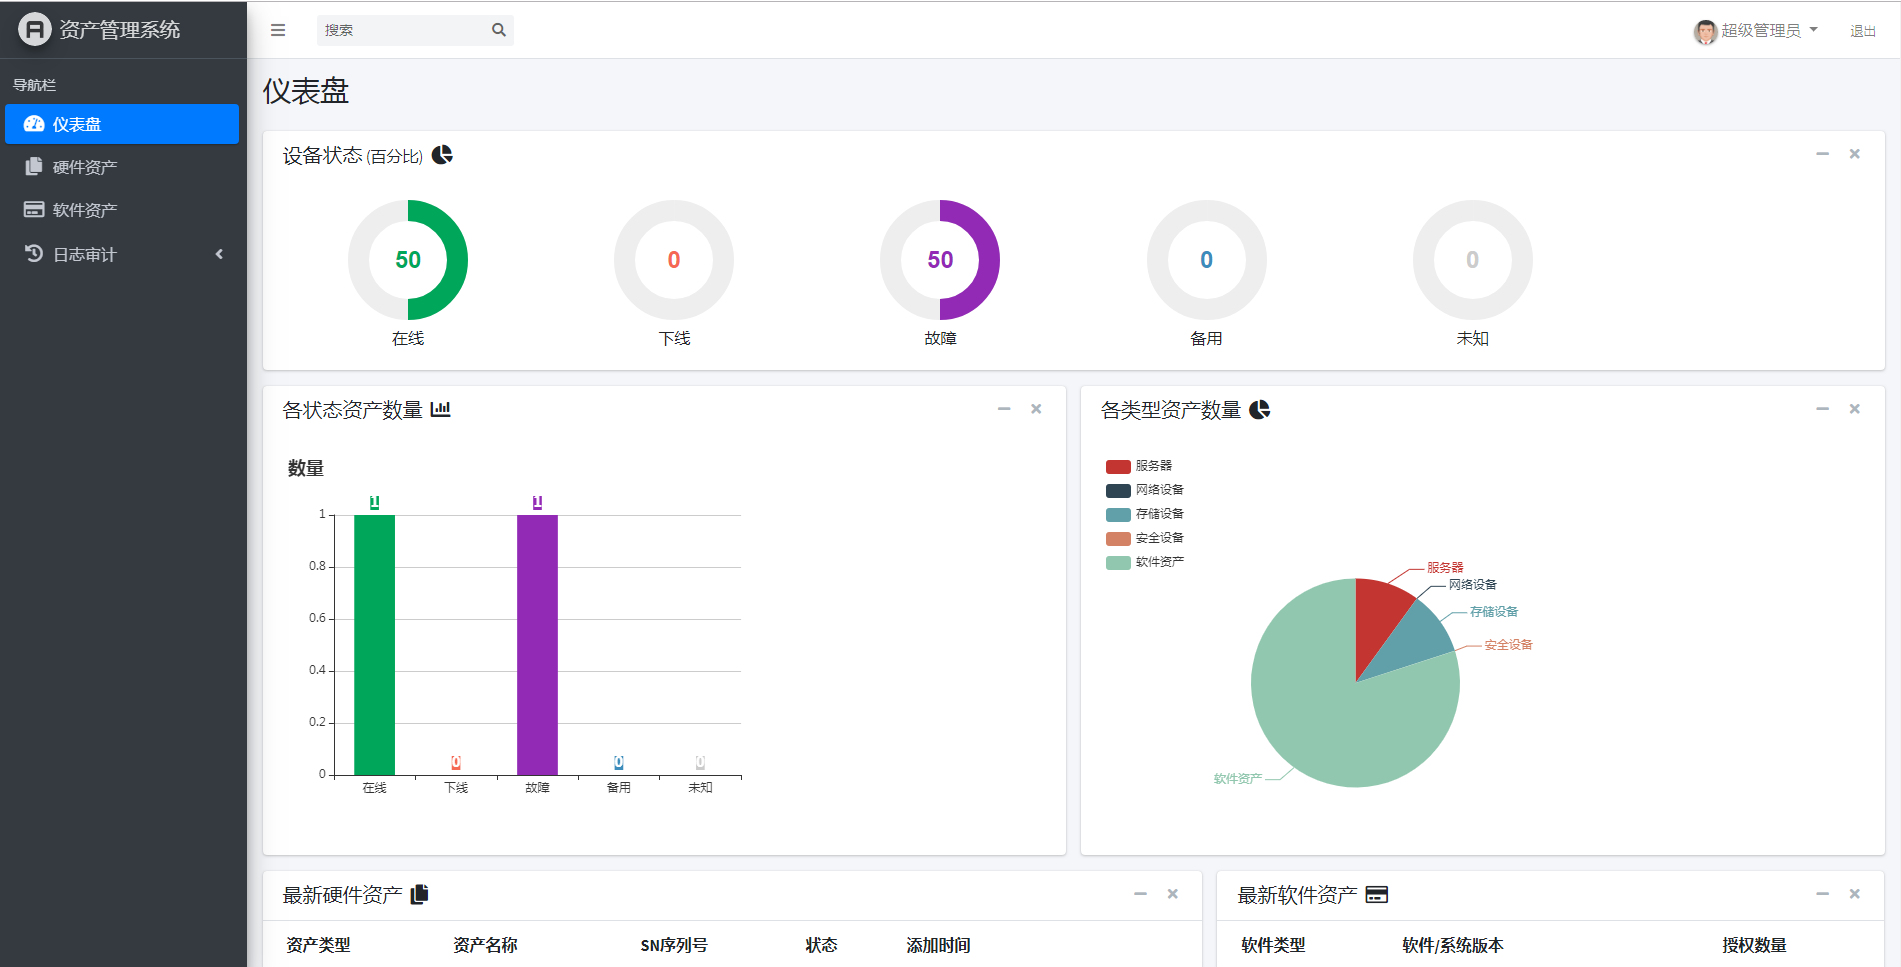 资产管理系统
搜索
超级管理员
退出
导航栏
仪表盘
硬件资产
软件资产
日志审计
仪表盘
设备状态 (百分比)
50
0
50
0
0
在线
下线
故障
备用
未知
各状态资产数量
数量
1
0.8
0.6
0.4
0.2
0
1
0
1
0
0
在线
下线
故障
备用
未知
各类型资产数量
服务器
网络设备
存储设备
安全设备
软件资产
服务器
网络设备
存储设备
安全设备
软件资产
最新硬件资产
资产类型 资产名称 SN序列号 状态 添加时间
最新软件资产
软件类型 软件/系统版本 授权数量